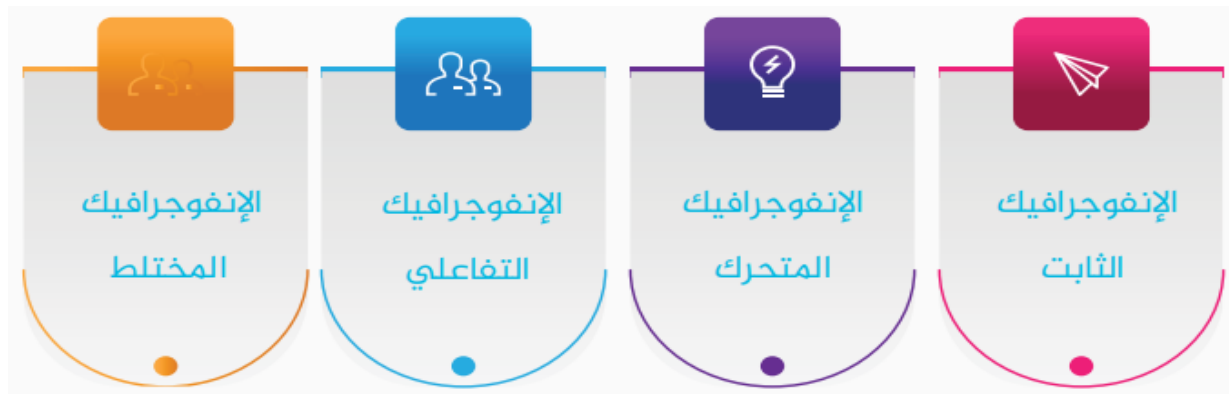 الإنفوجرافيك
الثابت
الإنفوجرافيك
المتحرك
الإنفوجرافيك
التفاعلي
الإنفوجرافيك
المختلط